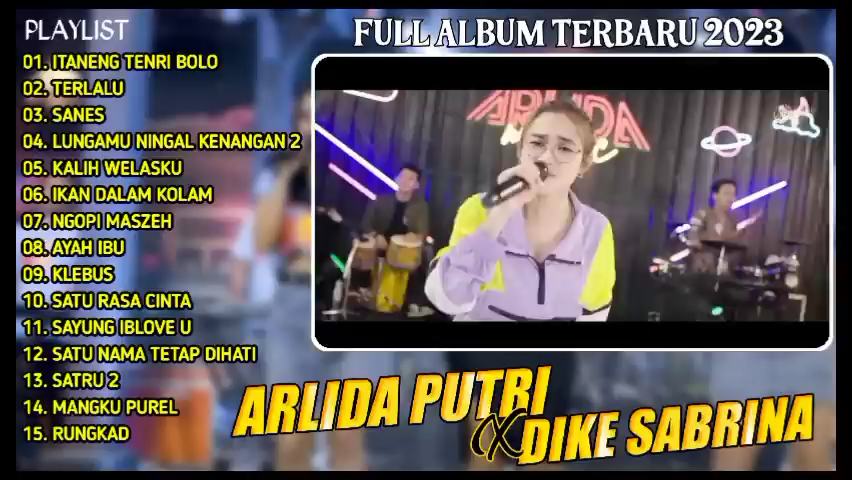 PLAYLIST
FULL ALBUM TERBARU 2023
01. ITANENG TENRI BOLO
02. TERLALU
03. SANES
04. LUNGAMU NINGAL KENANGAN 2
05. KALIH WELASKU
06. IKAN DALAM KOLAM
07. NGOPI MASZEH
08. AYAH IBU
09. KLEBUS
10. SATU RASA CINTA
11. SAYUNG IBLOVE U
12. SATU NAMA TETAP DIHATI
13. SATRU 2
14. MANGKU PUREL
15. RUNGKAD
ARLIDA
ARLIDA PUTRI
X DIKE SABRINA